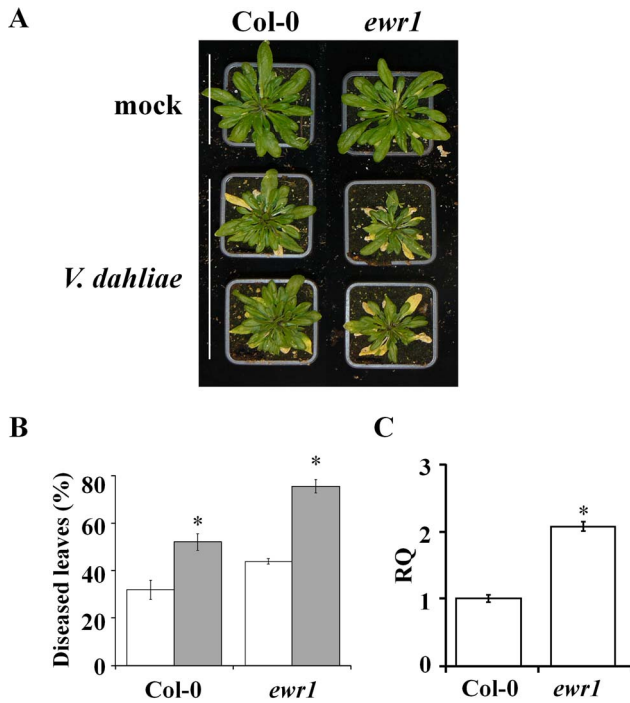 A
Col-0 ewr1
mock
V. dahliae
B
Diseased leaves (%)
80
60
40
20
0
*
*
Col-0 ewr1
C
RQ
3
2
1
0
*
Col-0 ewr1